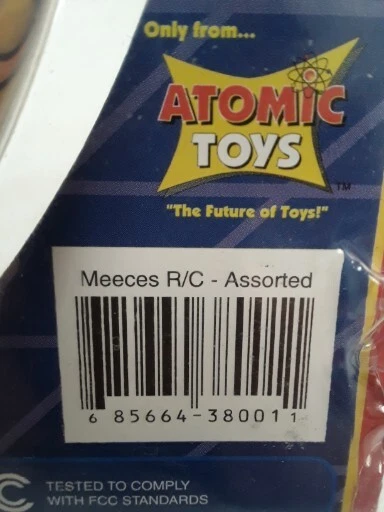 Only from...
ATOMIC
TOYS
TM
"The Future of Toys!"
Meeces R/C - Assorted
6 85664-38001 1
TESTED TO COMPLY
WITH FCC STANDARDS